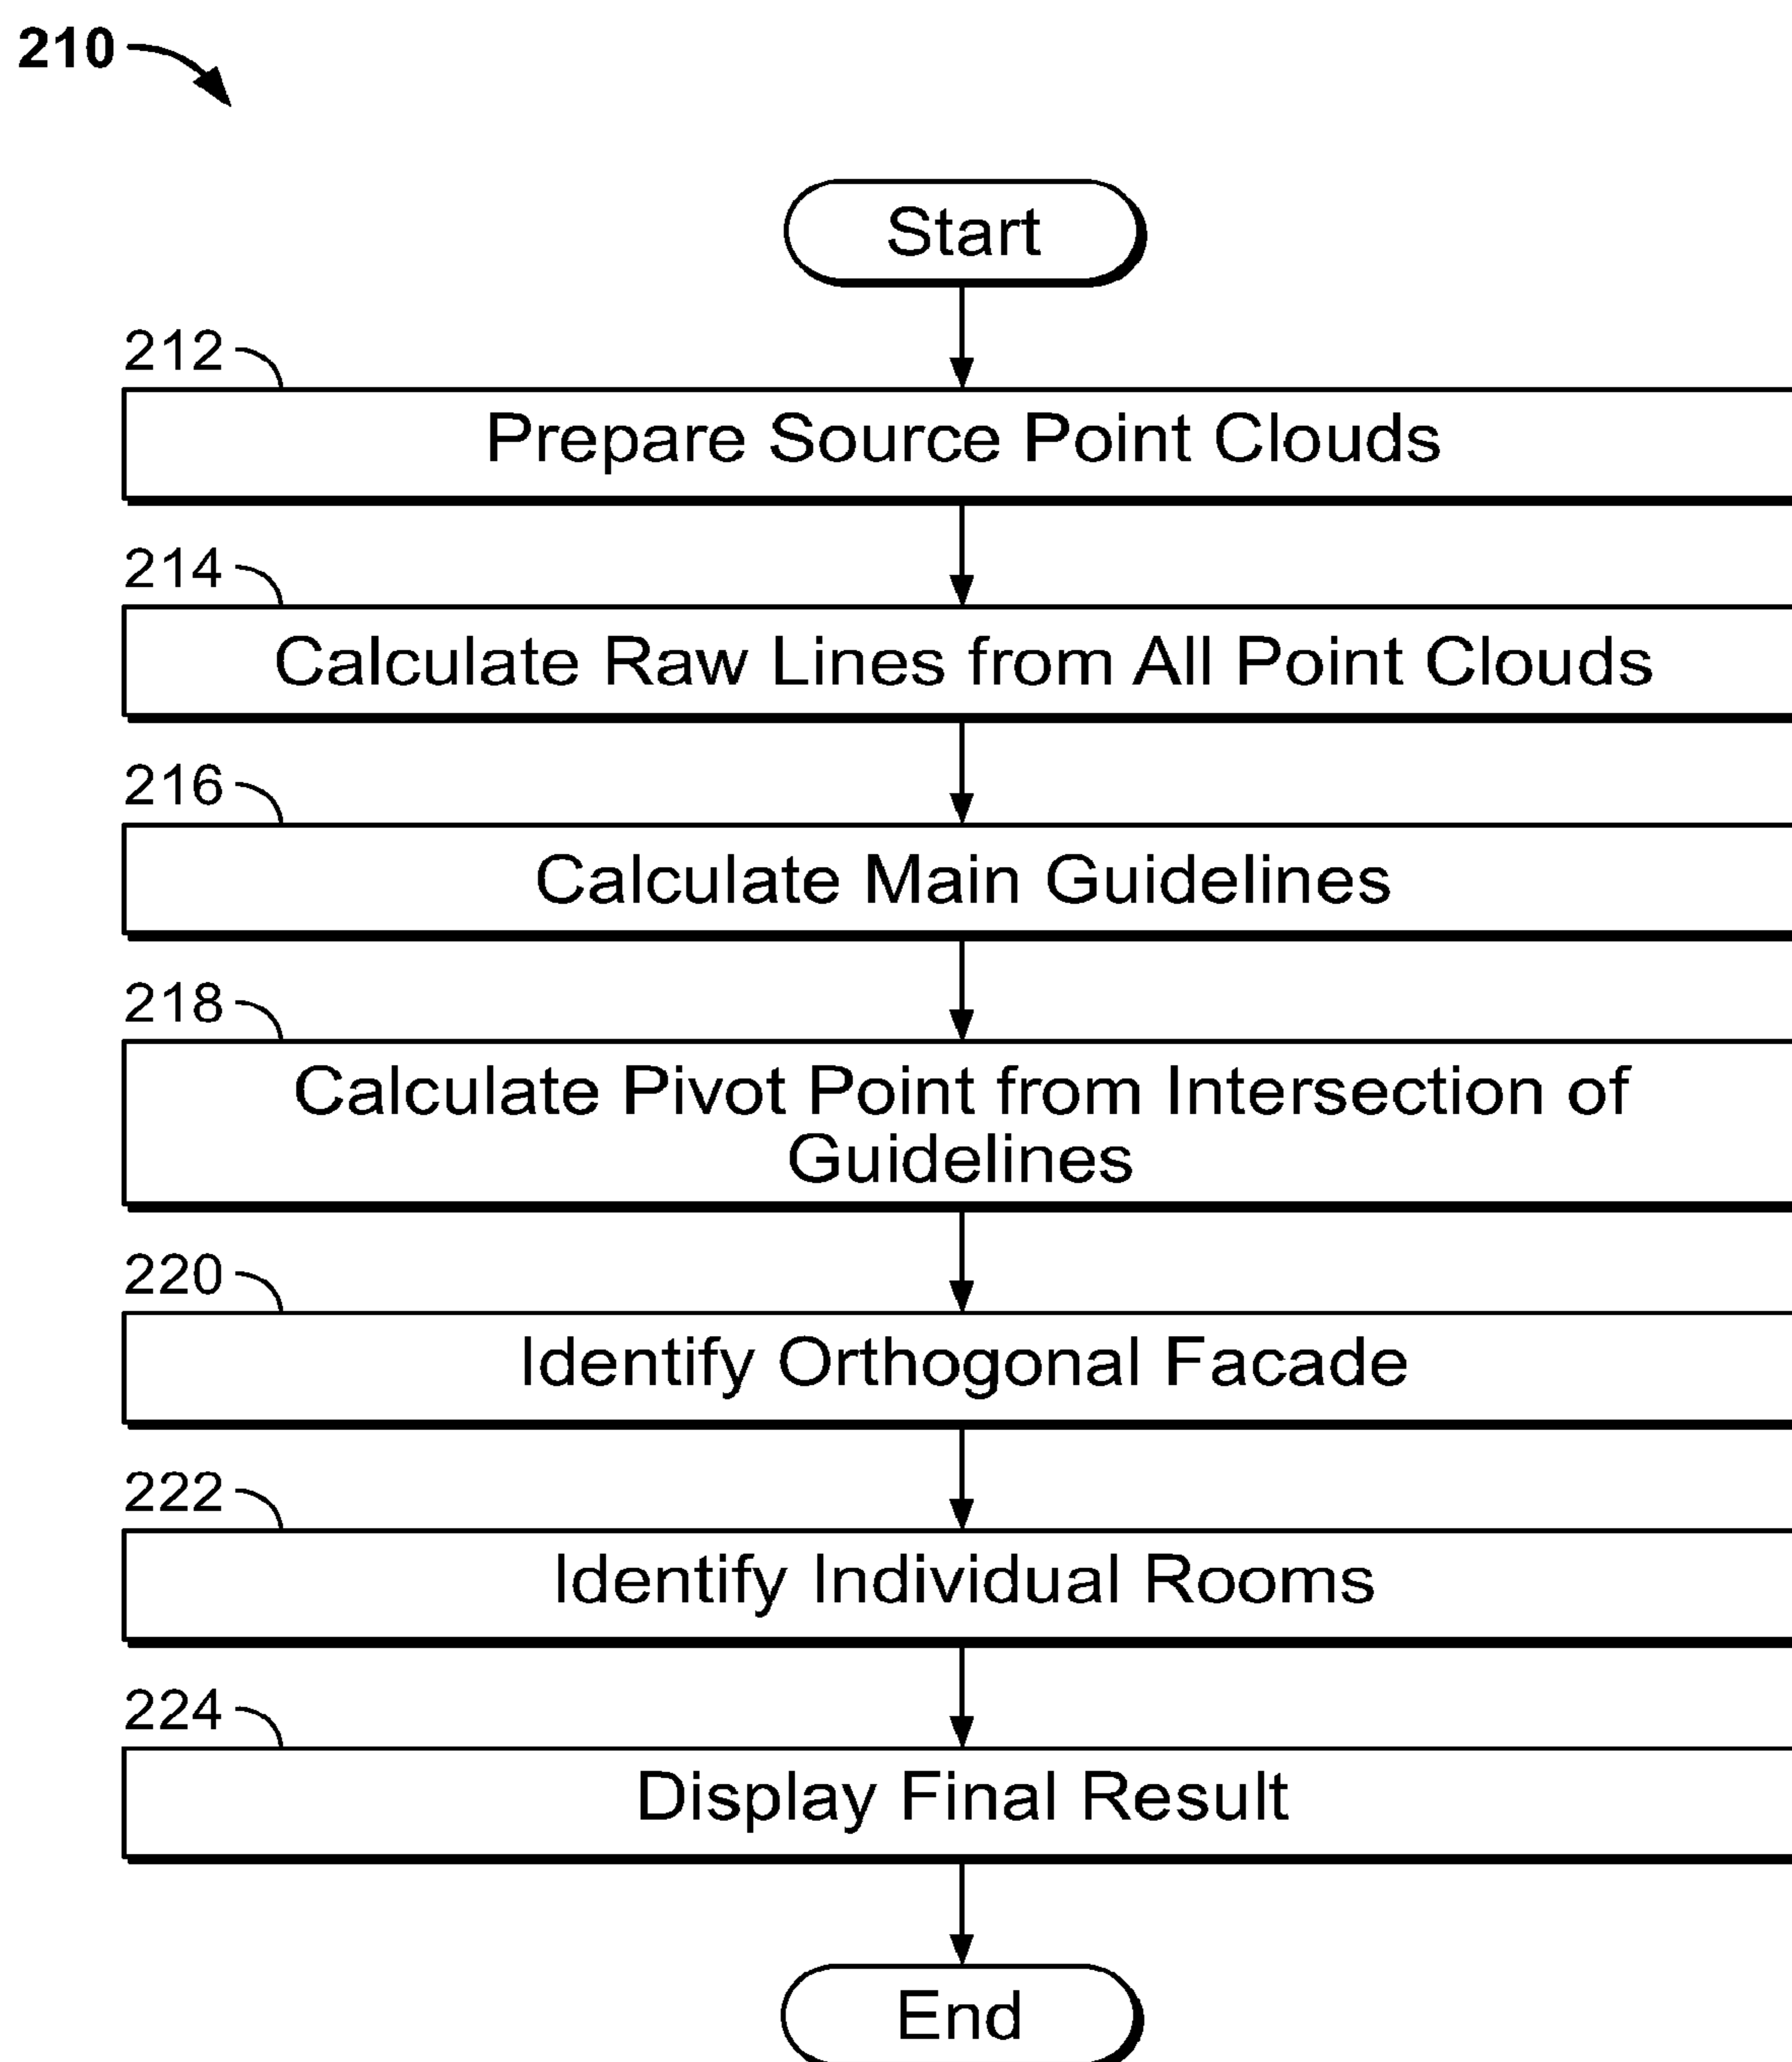 210
Start
212
Prepare Source Point Clouds
214
Calculate Raw Lines from All Point Clouds
216
Calculate Main Guidelines
218
Calculate Pivot Point from Intersection of
Guidelines
220
Identify Orthogonal Facade
222
Identify Individual Rooms
224
Display Final Result
End